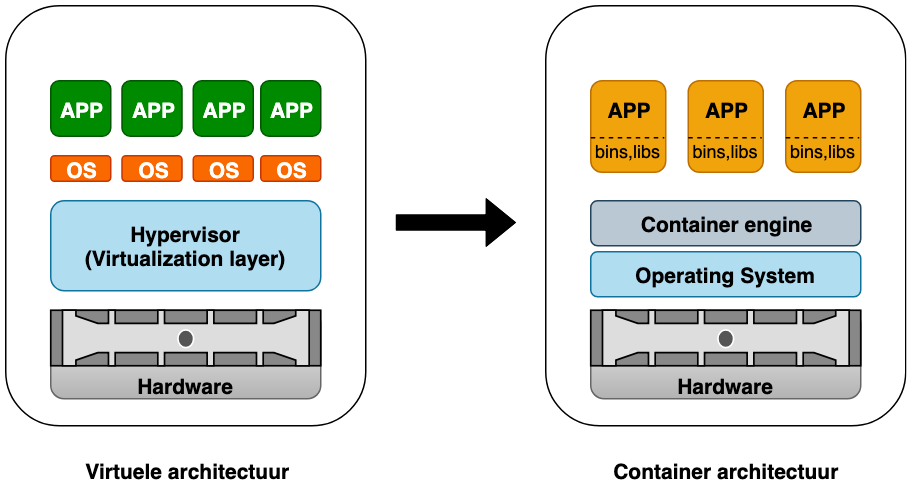 APP APP APP APP
OS OS OS OS
Hypervisor
(Virtualization layer)
Hardware
Virtuele architectuur
APP APP APP
bins,libs bins,libs bins,libs
Container engine
Operating System
Hardware
Container architectuur